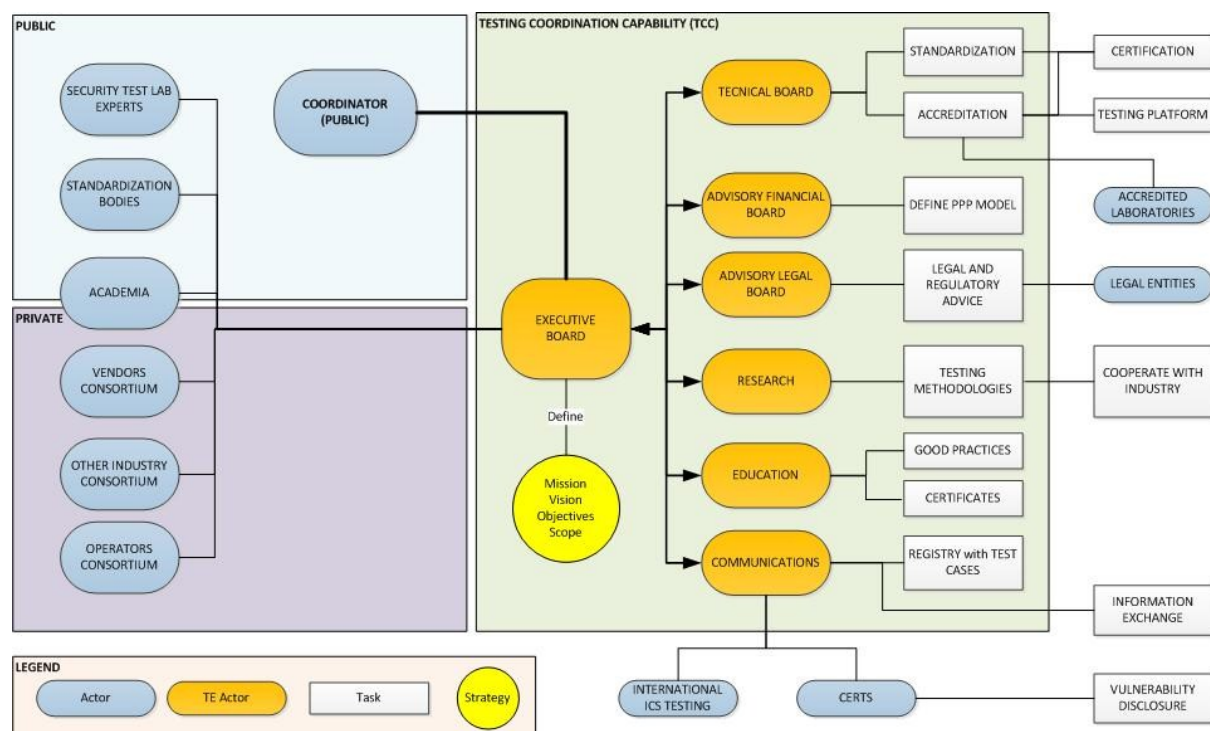 PUBLIC
SECURITY TEST LAB
EXPERTS
COORDINATOR
(PUBLIC)
STANDARDIZATION
BODIES
ACADEMIA
PRIVATE
VENDORS
CONSORTIUM
OTHER INDUSTRY
CONSORTIUM
OPERATORS
CONSORTIUM
TESTING COORDINATION CAPABILITY (TCC)
EXECUTIVE
BOARD
Define
Mission
Vision
Objectives
Scope
TECNICAL BOARD
STANDARDIZATION
CERTIFICATION
ACCREDITATION
TESTING PLATFORM
ACCREDITED
LABORATORIES
ADVISORY FINANCIAL
BOARD
DEFINE PPP MODEL
ADVISORY LEGAL
BOARD
LEGAL AND
REGULATORY
ADVICE
LEGAL ENTITIES
RESEARCH
TESTING
METHODOLOGIES
COOPERATE WITH
INDUSTRY
EDUCATION
GOOD PRACTICES
CERTIFICATES
COMMUNICATIONS
REGISTRY with TEST
CASES
INFORMATION
EXCHANGE
INTERNATIONAL
ICS TESTING
CERTS
VULNERABILITY
DISCLOSURE
LEGEND
Actor
TE Actor
Task
Strategy